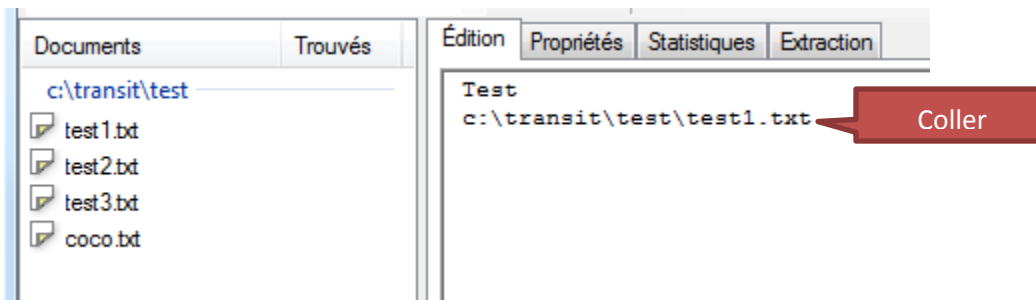 Documents Trouvés
c:\transit\test
test1.txt
test2.txt
test3.txt
coco.txt
Édition Propriétés Statistiques Extraction
Test
c:\transit\test\test1.txt
Coller